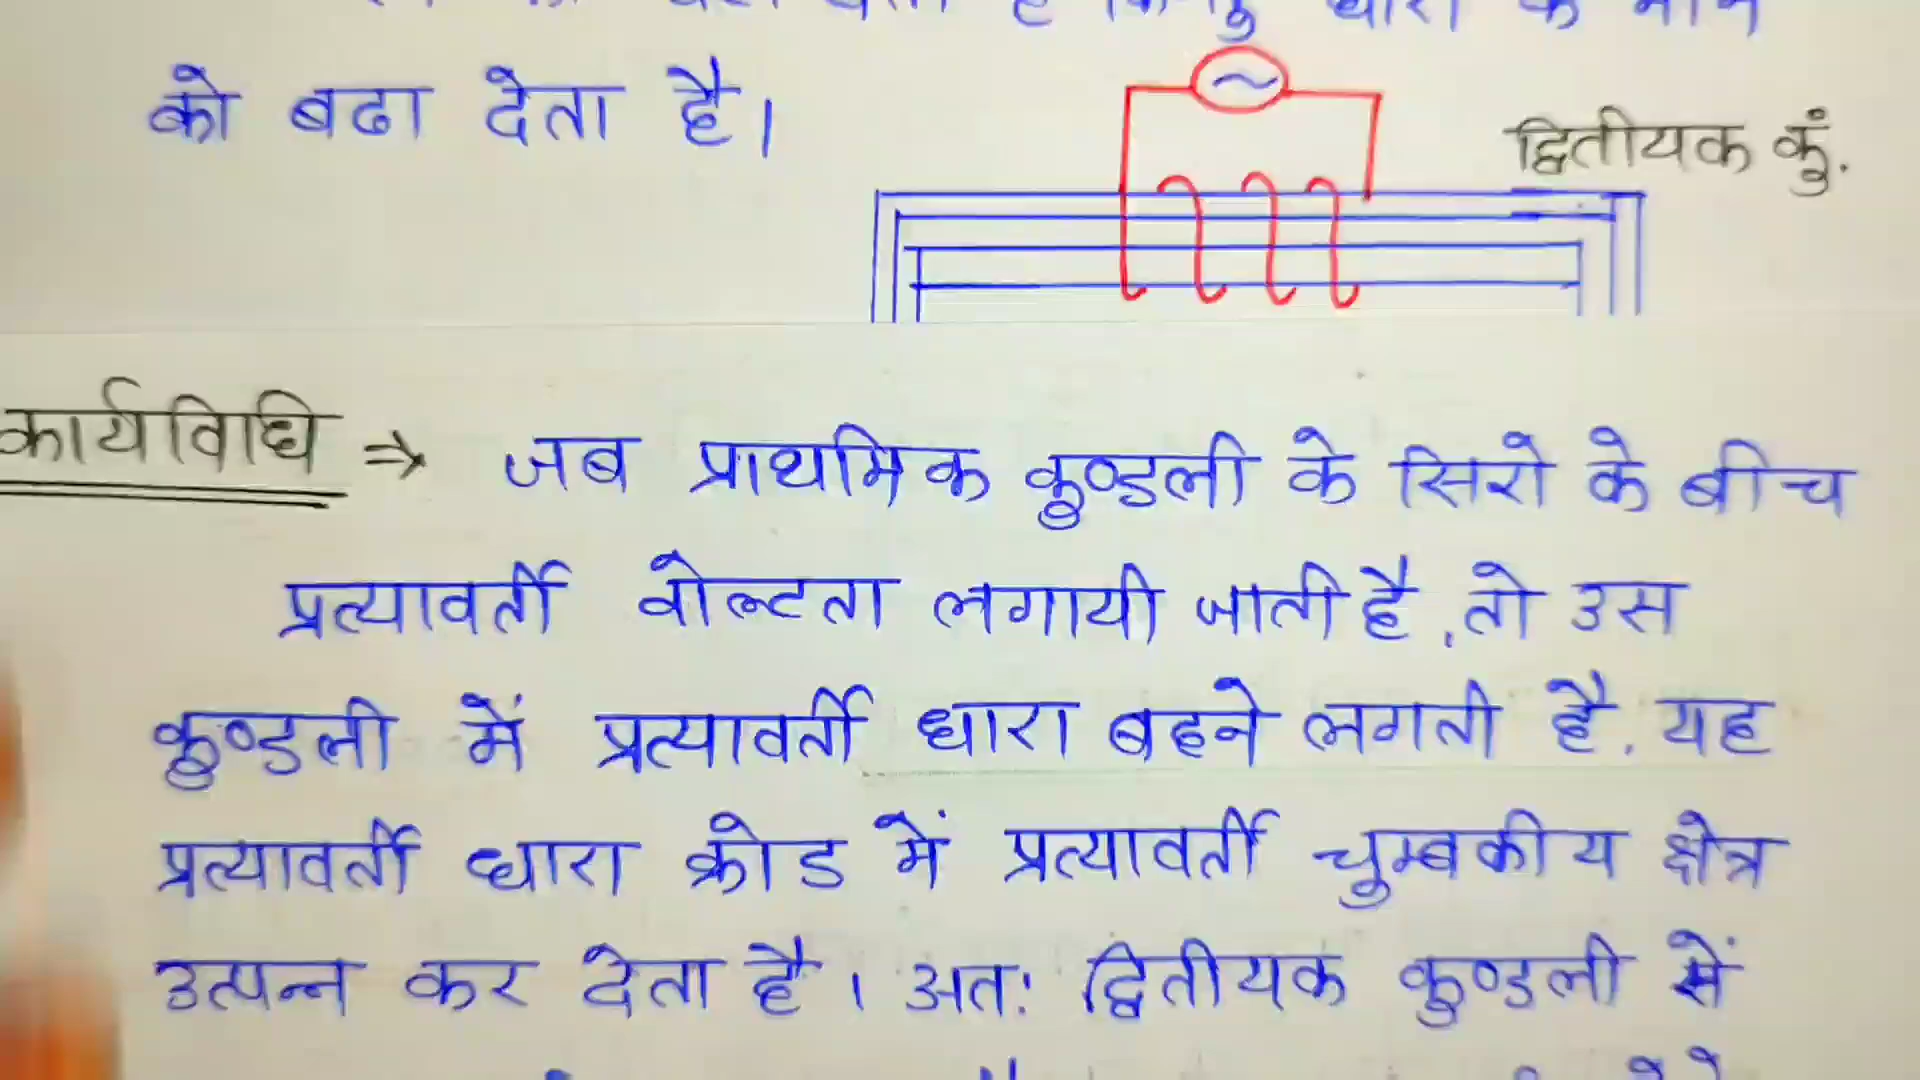 को बढा देता है।
द्वितीयक कुं.
कार्यविधि ⇒ जब प्राथमिक कुण्डली के सिरो के बीच
प्रत्यावर्ती वोल्टता लगायी जाती है, तो उस
कुण्डली में प्रत्यावर्ती धारा बहने लगती है. यह
प्रत्यावर्ती धारा क्रोड में प्रत्यावर्ती चुम्बकीय क्षेत्र
उत्पन्न कर देता है। अत: द्वितीयक कुण्डली से